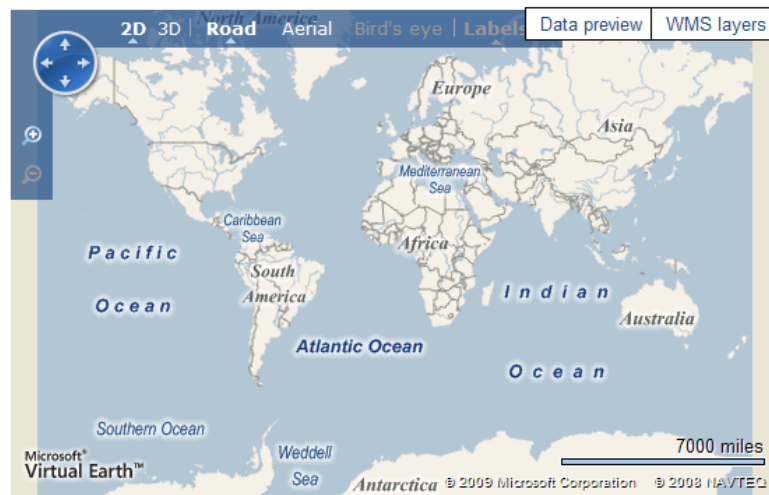 North America
2D 3D Road Aerial Bird's eye Labels Data preview WMS layers
Europe
Asia
Mediterranean
Sea
Caribbean
Sea
Pacific
Africa
South
America
Indian
Ocean
Australia
Atlantic Ocean
Ocean
Southern Ocean
Weddell
Sea
7000 miles
Microsoft®
Virtual Earth™
Antarctica
© 2009 Microsoft Corporation © 2008 NAVTEQ